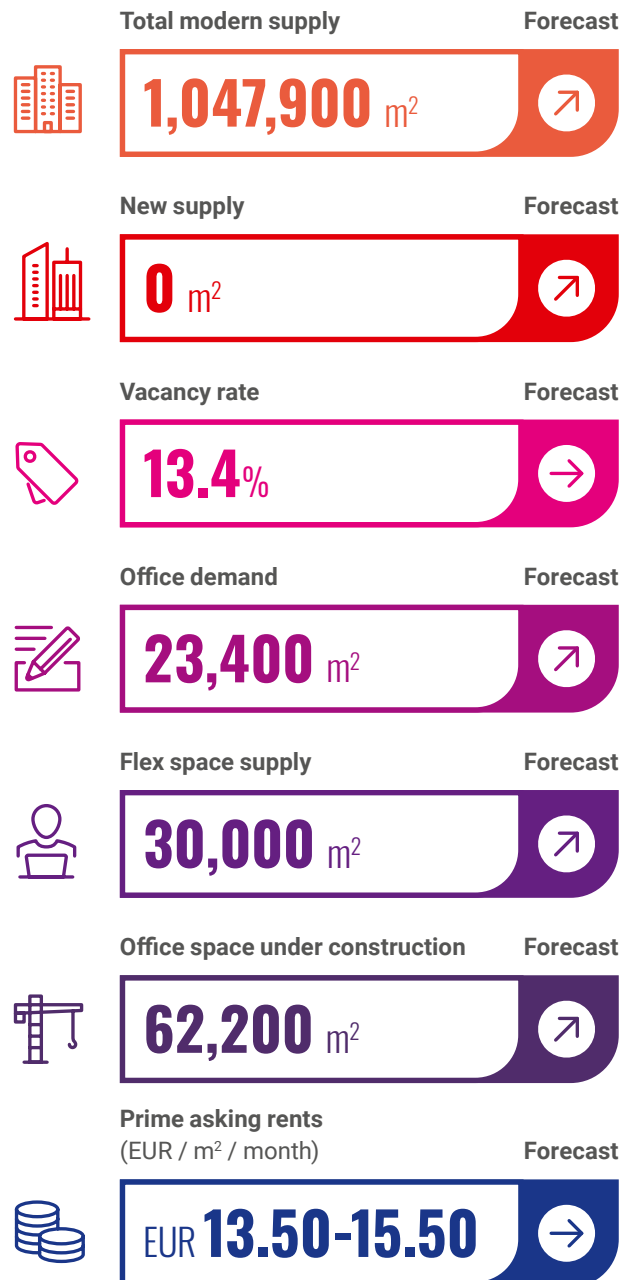 Total modern supply Forecast
1,047,900 m²
New supply Forecast
0 m²
Vacancy rate Forecast
13.4%
Office demand Forecast
23,400 m²
Flex space supply Forecast
30,000 m²
Office space under construction Forecast
62,200 m²
Prime asking rents
(EUR / m² / month) Forecast
EUR 13.50-15.50